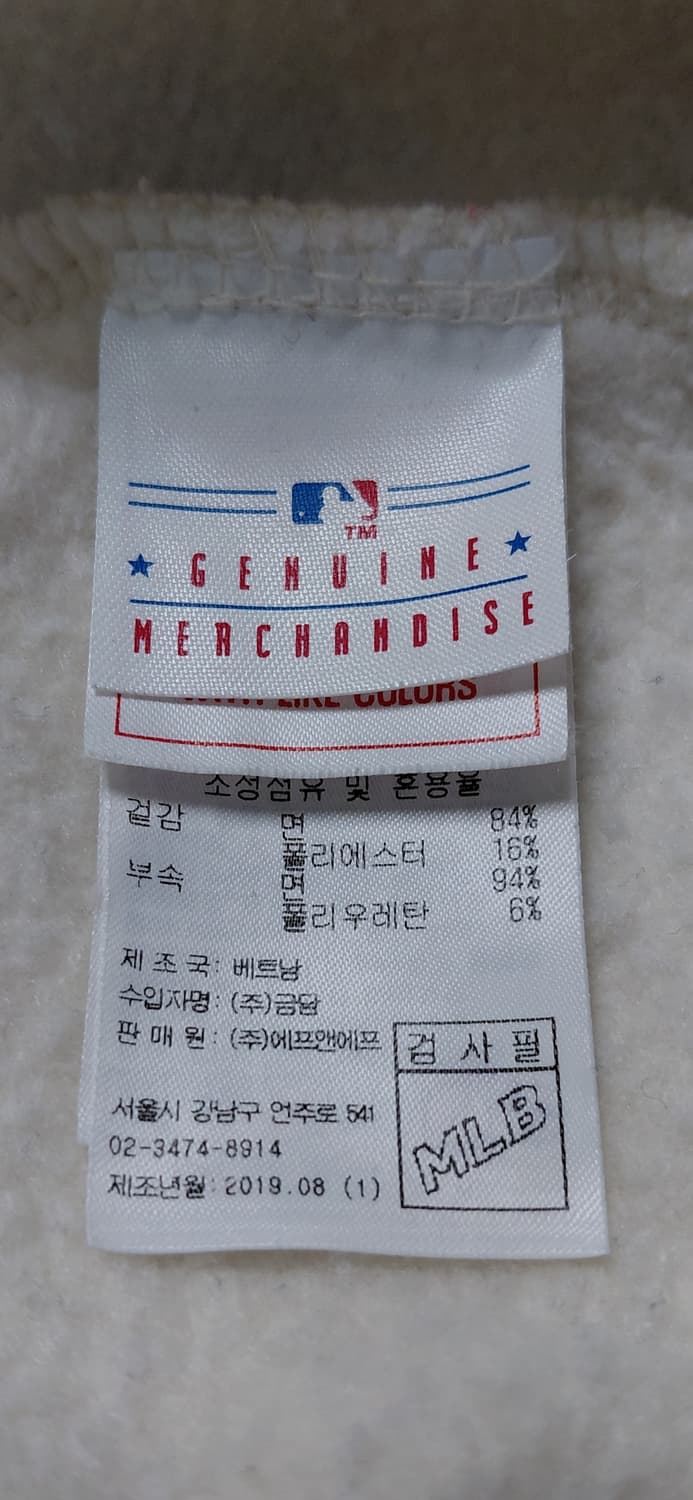 TM
GENUINE
MERCHANDISE
WITH LIKE COLORS
조성섬유 및 혼용율
겉감 면 84%
폴리에스터 16%
부속 면 94%
폴리우레탄 6%
제 조 국: 베트남
수입자명: (주)금담
판 매 원: (주)에프앤에프
검 사 필
MLB
서울시 강남구 언주로 541
02-3474-8914
제조년월: 2019.08 (1)